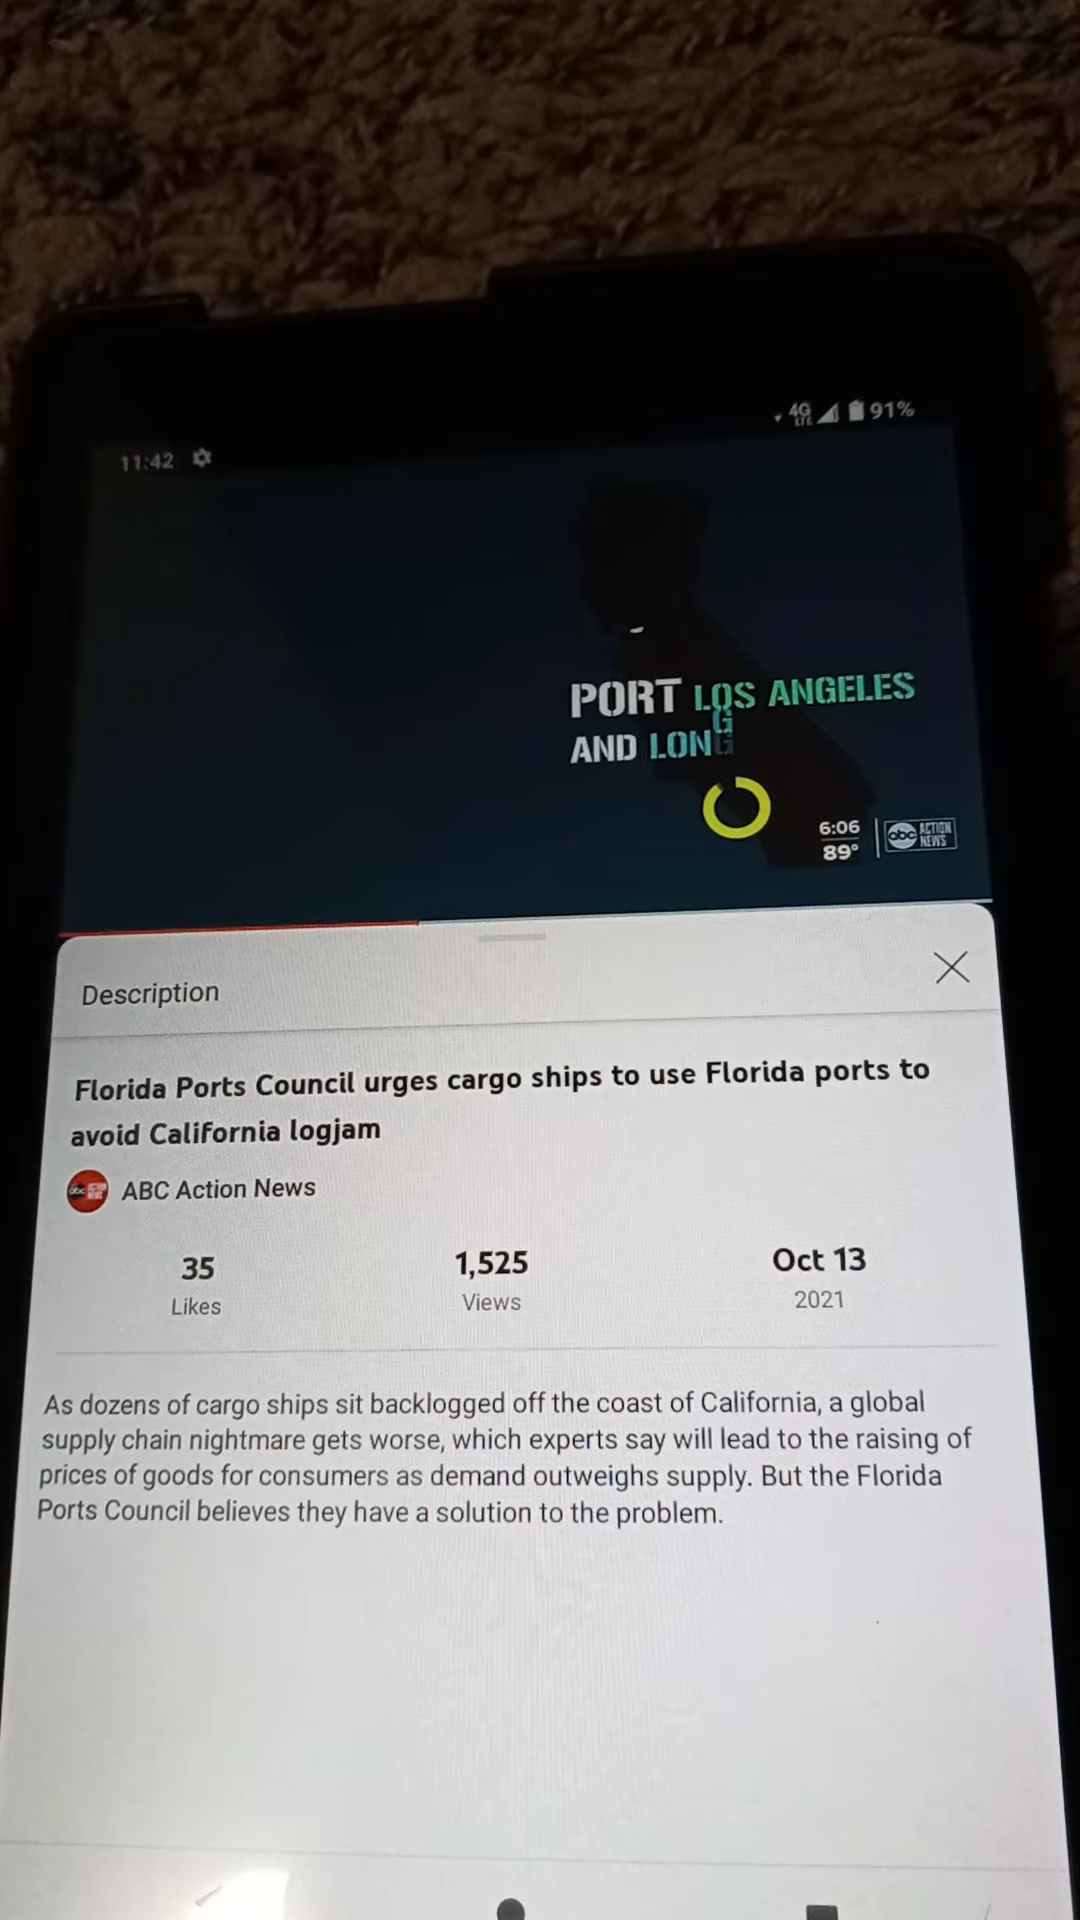 11:42
4G LTE 91%
PORT LOS ANGELES
AND LONG
6:06
89°
abc ACTION NEWS
Description
Florida Ports Council urges cargo ships to use Florida ports to
avoid California logjam
ABC Action News
35
Likes
1,525
Views
Oct 13
2021
As dozens of cargo ships sit backlogged off the coast of California, a global
supply chain nightmare gets worse, which experts say will lead to the raising of
prices of goods for consumers as demand outweighs supply. But the Florida
Ports Council believes they have a solution to the problem.